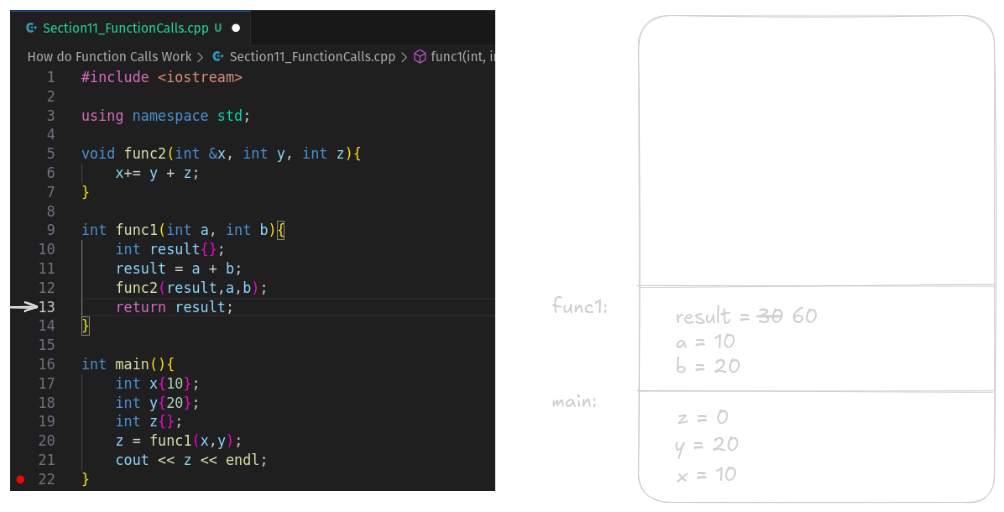 Section11_FunctionCalls.cpp U
How do Function Calls Work > Section11_FunctionCalls.cpp > func1(int, i
1 #include <iostream>
2
3 using namespace std;
4
5 void func2(int &x, int y, int z){
6 x+= y + z;
7 }
8
9 int func1(int a, int b){
10 int result{};
11 result = a + b;
12 func2(result,a,b);
13 return result;
14 }
15
16 int main(){
17 int x{10};
18 int y{20};
19 int z{};
20 z = func1(x,y);
21 cout << z << endl;
22 }
func1:
result = 30 60
a = 10
b = 20
main:
z = 0
y = 20
x = 10